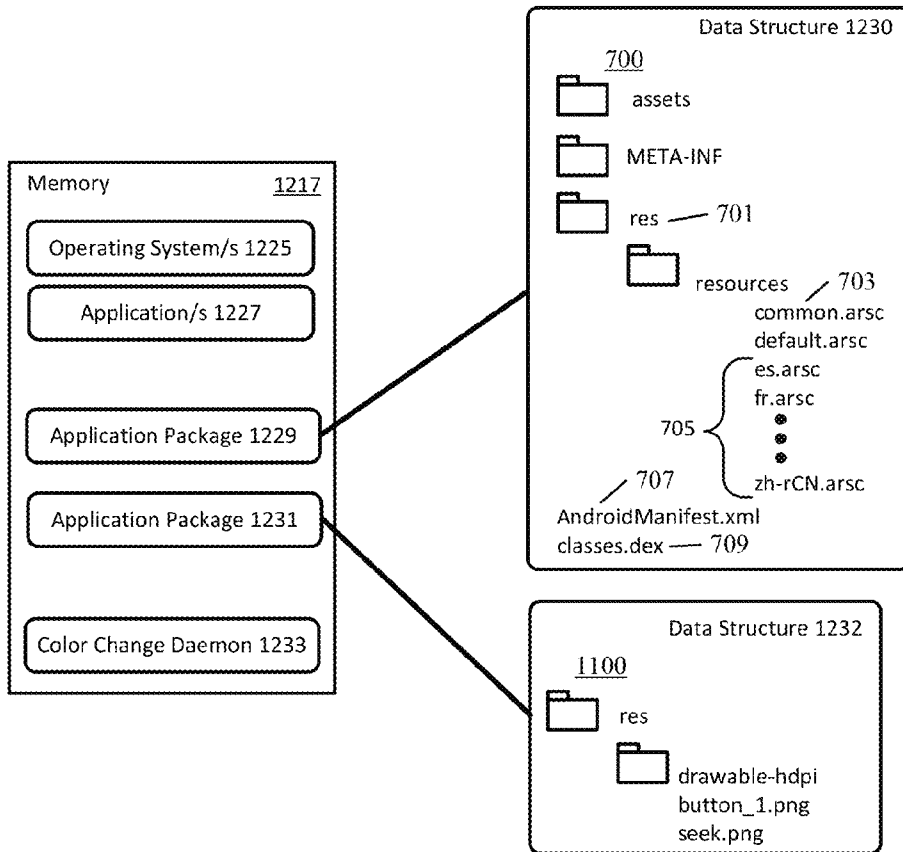 Memory 1217
Operating System/s 1225
Application/s 1227
Application Package 1229
Application Package 1231
Color Change Daemon 1233
Data Structure 1230
700
assets
META-INF
res 701
resources
703
common.arsc
default.arsc
es.arsc
fr.arsc
705
zh-rCN.arsc
707
AndroidManifest.xml
classes.dex 709
Data Structure 1232
1100
res
drawable-hdpi
button_1.png
seek.png